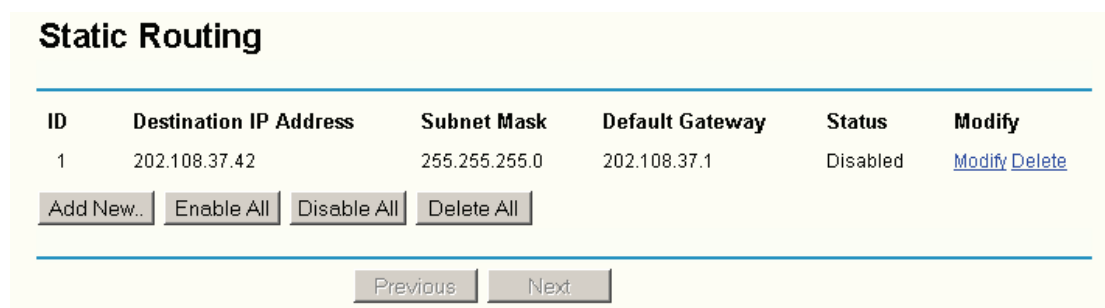 Static Routing
ID Destination IP Address Subnet Mask Default Gateway Status Modify
1 202.108.37.42 255.255.255.0 202.108.37.1 Disabled Modify Delete
Add New.. Enable All Disable All Delete All
Previous Next